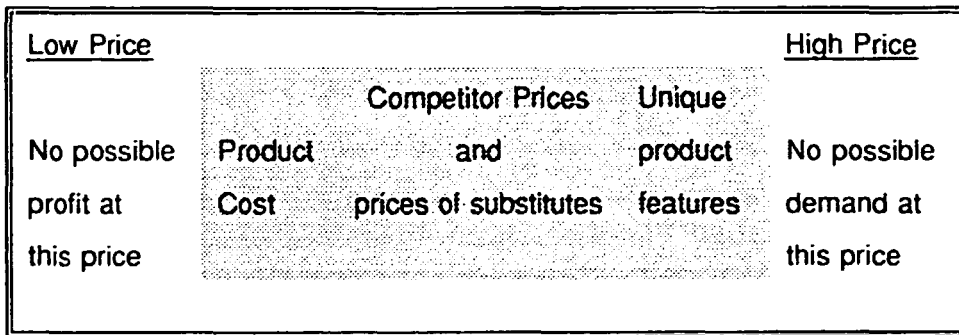 Low Price High Price
Competitor Prices Unique
No possible Product and product No possible
profit at Cost prices of substitutes features demand at
this price this price